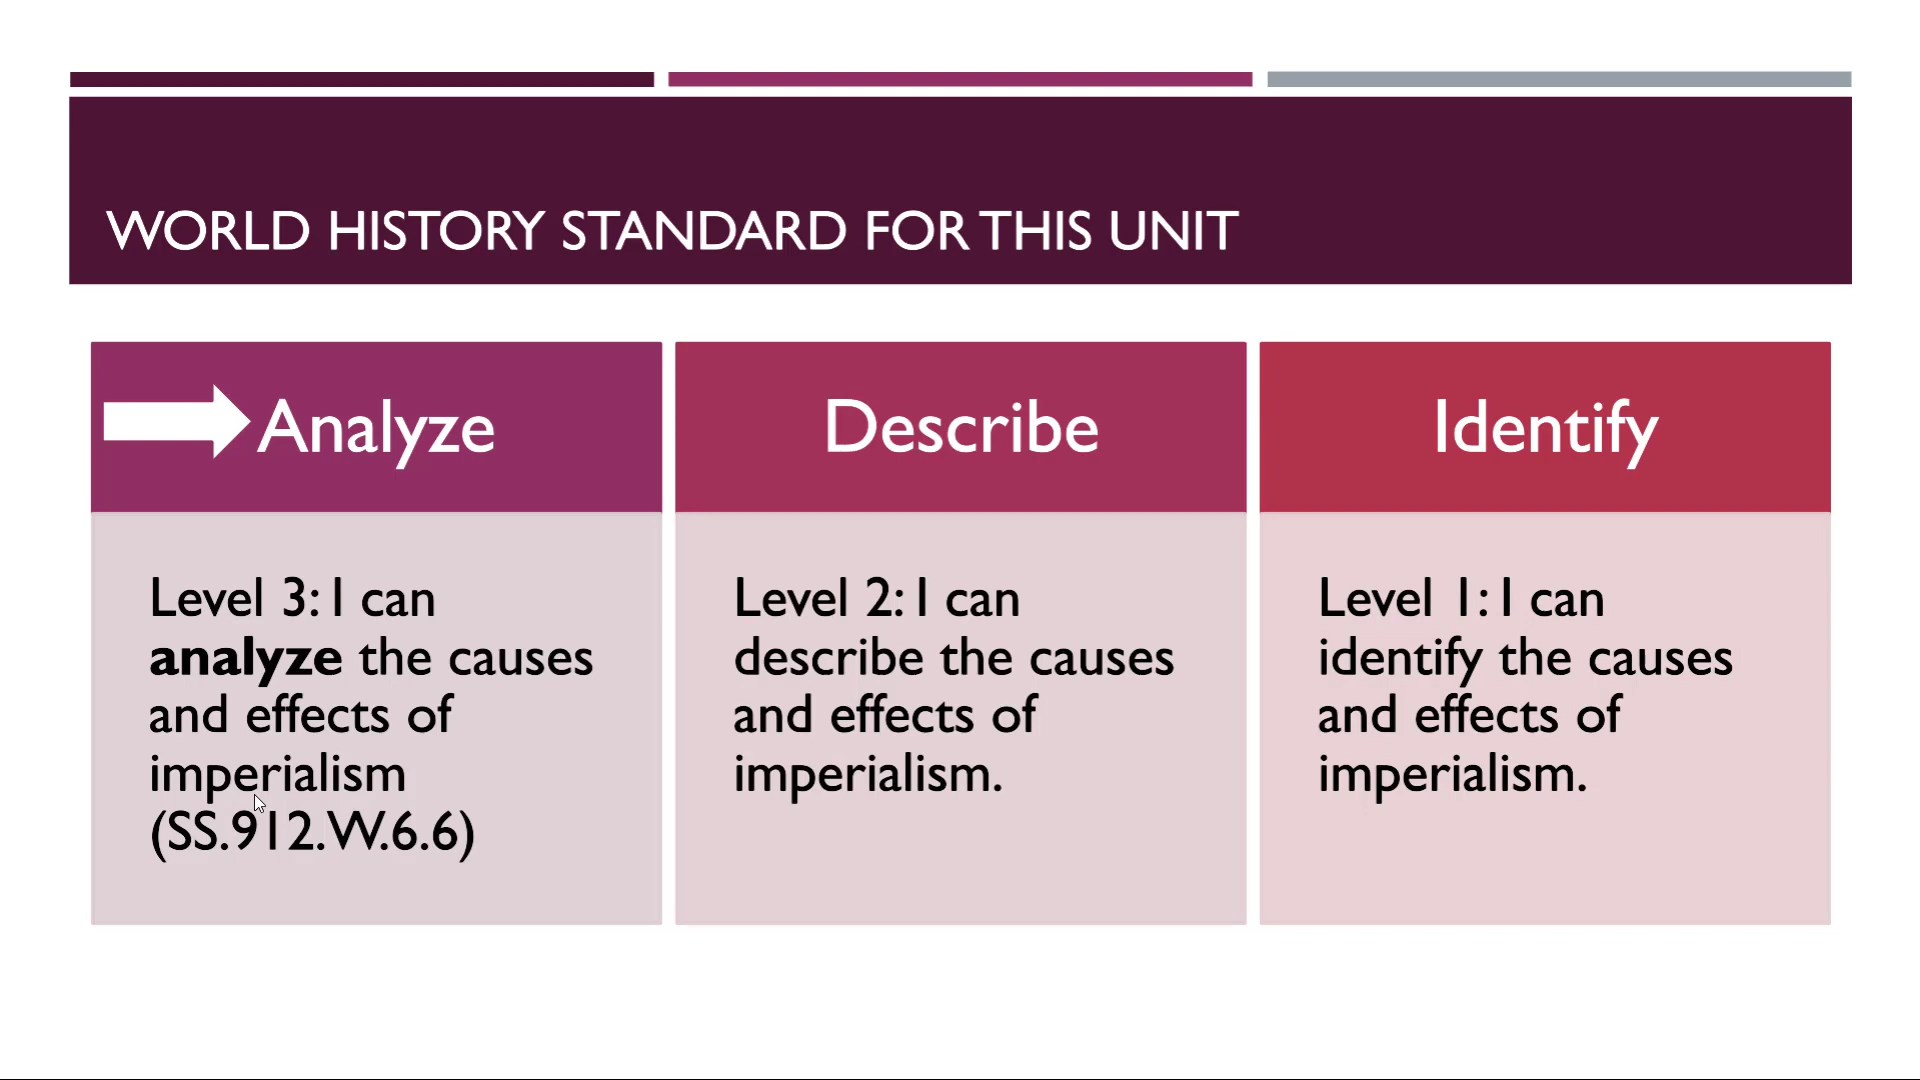 WORLD HISTORY STANDARD FOR THIS UNIT
Analyze
Level 3: I can
analyze the causes
and effects of
imperialism
(SS.912.W.6.6)
Describe
Level 2: I can
describe the causes
and effects of
imperialism.
Identify
Level 1: I can
identify the causes
and effects of
imperialism.